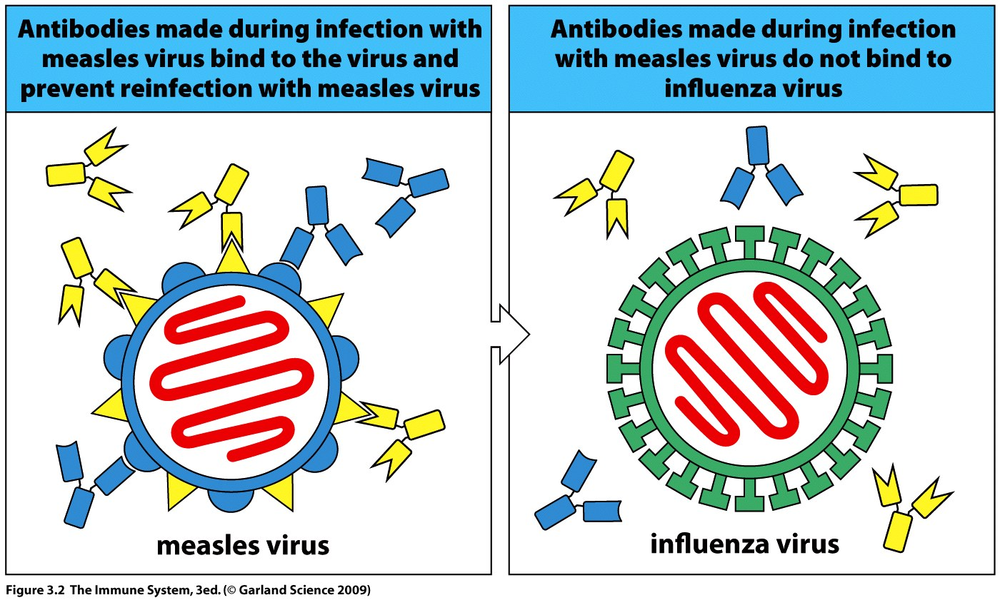 Antibodies made during infection with
measles virus bind to the virus and
prevent reinfection with measles virus
Antibodies made during infection
with measles virus do not bind to
influenza virus
measles virus
influenza virus
Figure 3.2 The Immune System, 3ed. (© Garland Science 2009)